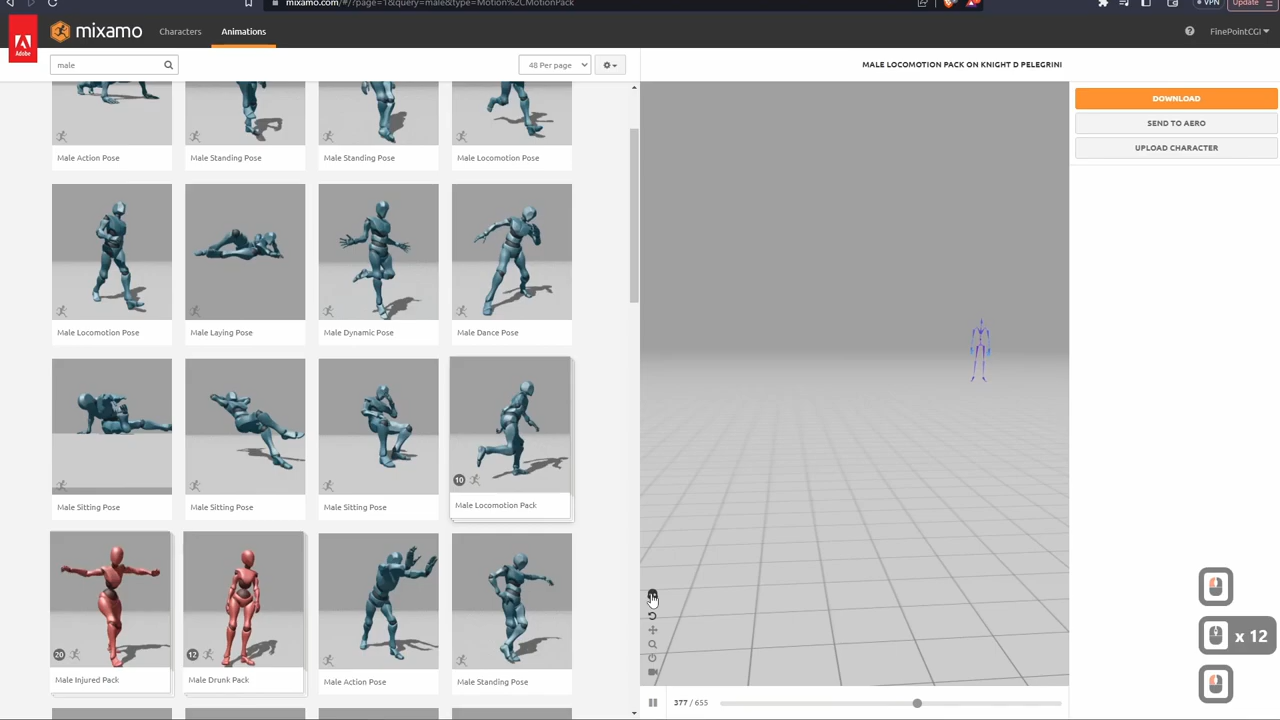 mixamo.com/#/?page=1&query=male&type=Motion%2CMotionPack
VPN
Update
Adobe
mixamo
Characters
Animations
FinePointCGI
male
48 Per page
MALE LOCOMOTION PACK ON KNIGHT D PELEGRINI
DOWNLOAD
SEND TO AERO
UPLOAD CHARACTER
Male Action Pose
Male Standing Pose
Male Standing Pose
Male Locomotion Pose
Male Locomotion Pose
Male Laying Pose
Male Dynamic Pose
Male Dance Pose
Male Sitting Pose
Male Sitting Pose
Male Sitting Pose
10
Male Locomotion Pack
20
Male Injured Pack
12
Male Drunk Pack
Male Action Pose
Male Standing Pose
377 / 655
x 12